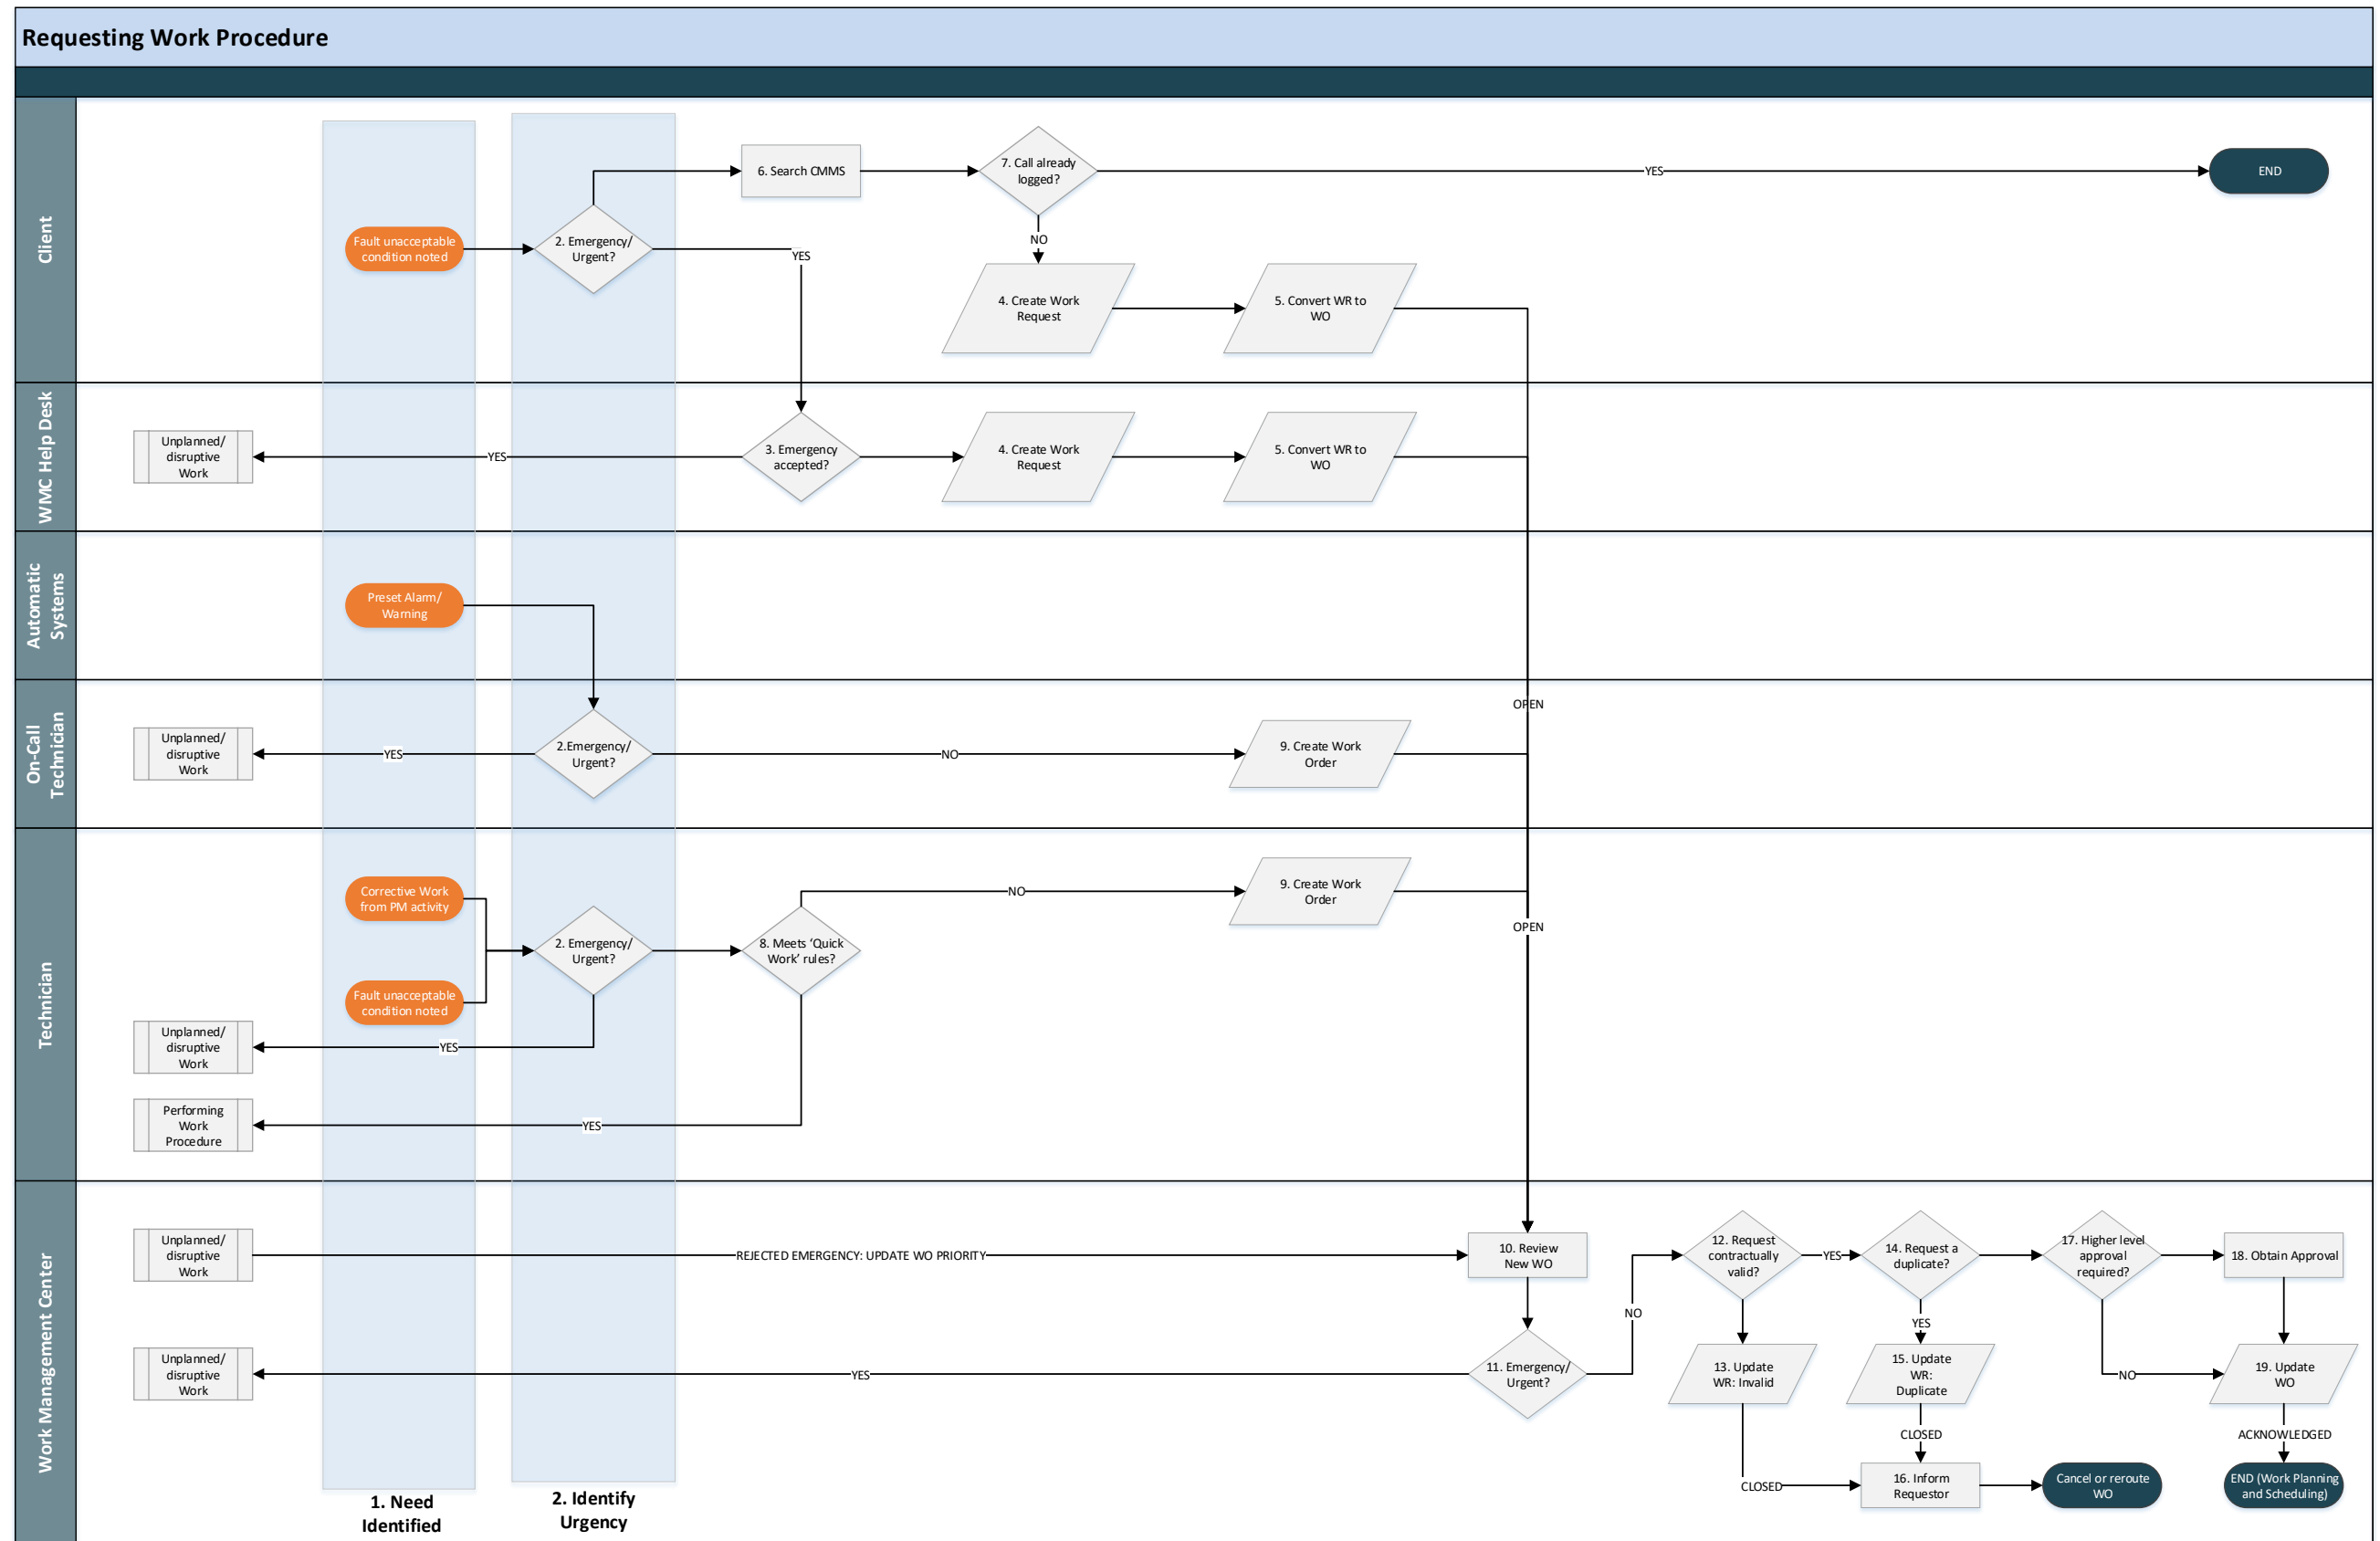 Requesting Work Procedure
Client
Fault unacceptable
condition noted
2. Emergency/
Urgent?
6. Search CMMS
7. Call already
logged?
YES
END
YES
NO
4. Create Work
Request
5. Convert WR to
WO
WMC Help Desk
Unplanned/
disruptive
Work
YES
3. Emergency
accepted?
4. Create Work
Request
5. Convert WR to
WO
Automatic
Systems
Preset Alarm/
Warning
On-Call
Technician
Unplanned/
disruptive
Work
YES
2.Emergency/
Urgent?
NO
9. Create Work
Order
OPEN
Technician
Corrective Work
from PM activity
Fault unacceptable
condition noted
2. Emergency/
Urgent?
8. Meets ‘Quick
Work’ rules?
NO
9. Create Work
Order
OPEN
Unplanned/
disruptive
Work
YES
Performing
Work
Procedure
YES
Work Management Center
Unplanned/
disruptive
Work
REJECTED EMERGENCY: UPDATE WO PRIORITY
10. Review
New WO
12. Request
contractually
valid?
YES
14. Request a
duplicate?
17. Higher level
approval
required?
18. Obtain Approval
NO
YES
Unplanned/
disruptive
Work
YES
11. Emergency/
Urgent?
13. Update
WR: Invalid
15. Update
WR:
Duplicate
NO
19. Update
WO
CLOSED
ACKNOWLEDGED
CLOSED
16. Inform
Requestor
Cancel or reroute
WO
END (Work Planning
and Scheduling)
1. Need
Identified
2. Identify
Urgency